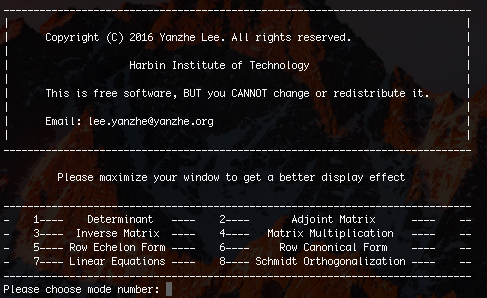 Copyright (C) 2016 Yanzhe Lee. All rights reserved.
Harbin Institute of Technology
This is free software, BUT you CANNOT change or redistribute it.
Email: lee.yanzhe@yanzhe.org
Please maximize your window to get a better display effect
- 1---- Determinant ---- 2---- Adjoint Matrix ---- --
- 3---- Inverse Matrix ---- 4---- Matrix Multiplication ---- --
- 5---- Row Echelon Form ---- 6---- Row Canonical Form ---- --
- 7---- Linear Equations ---- 8---- Schmidt Orthogonalization ---- --
Please choose mode number: